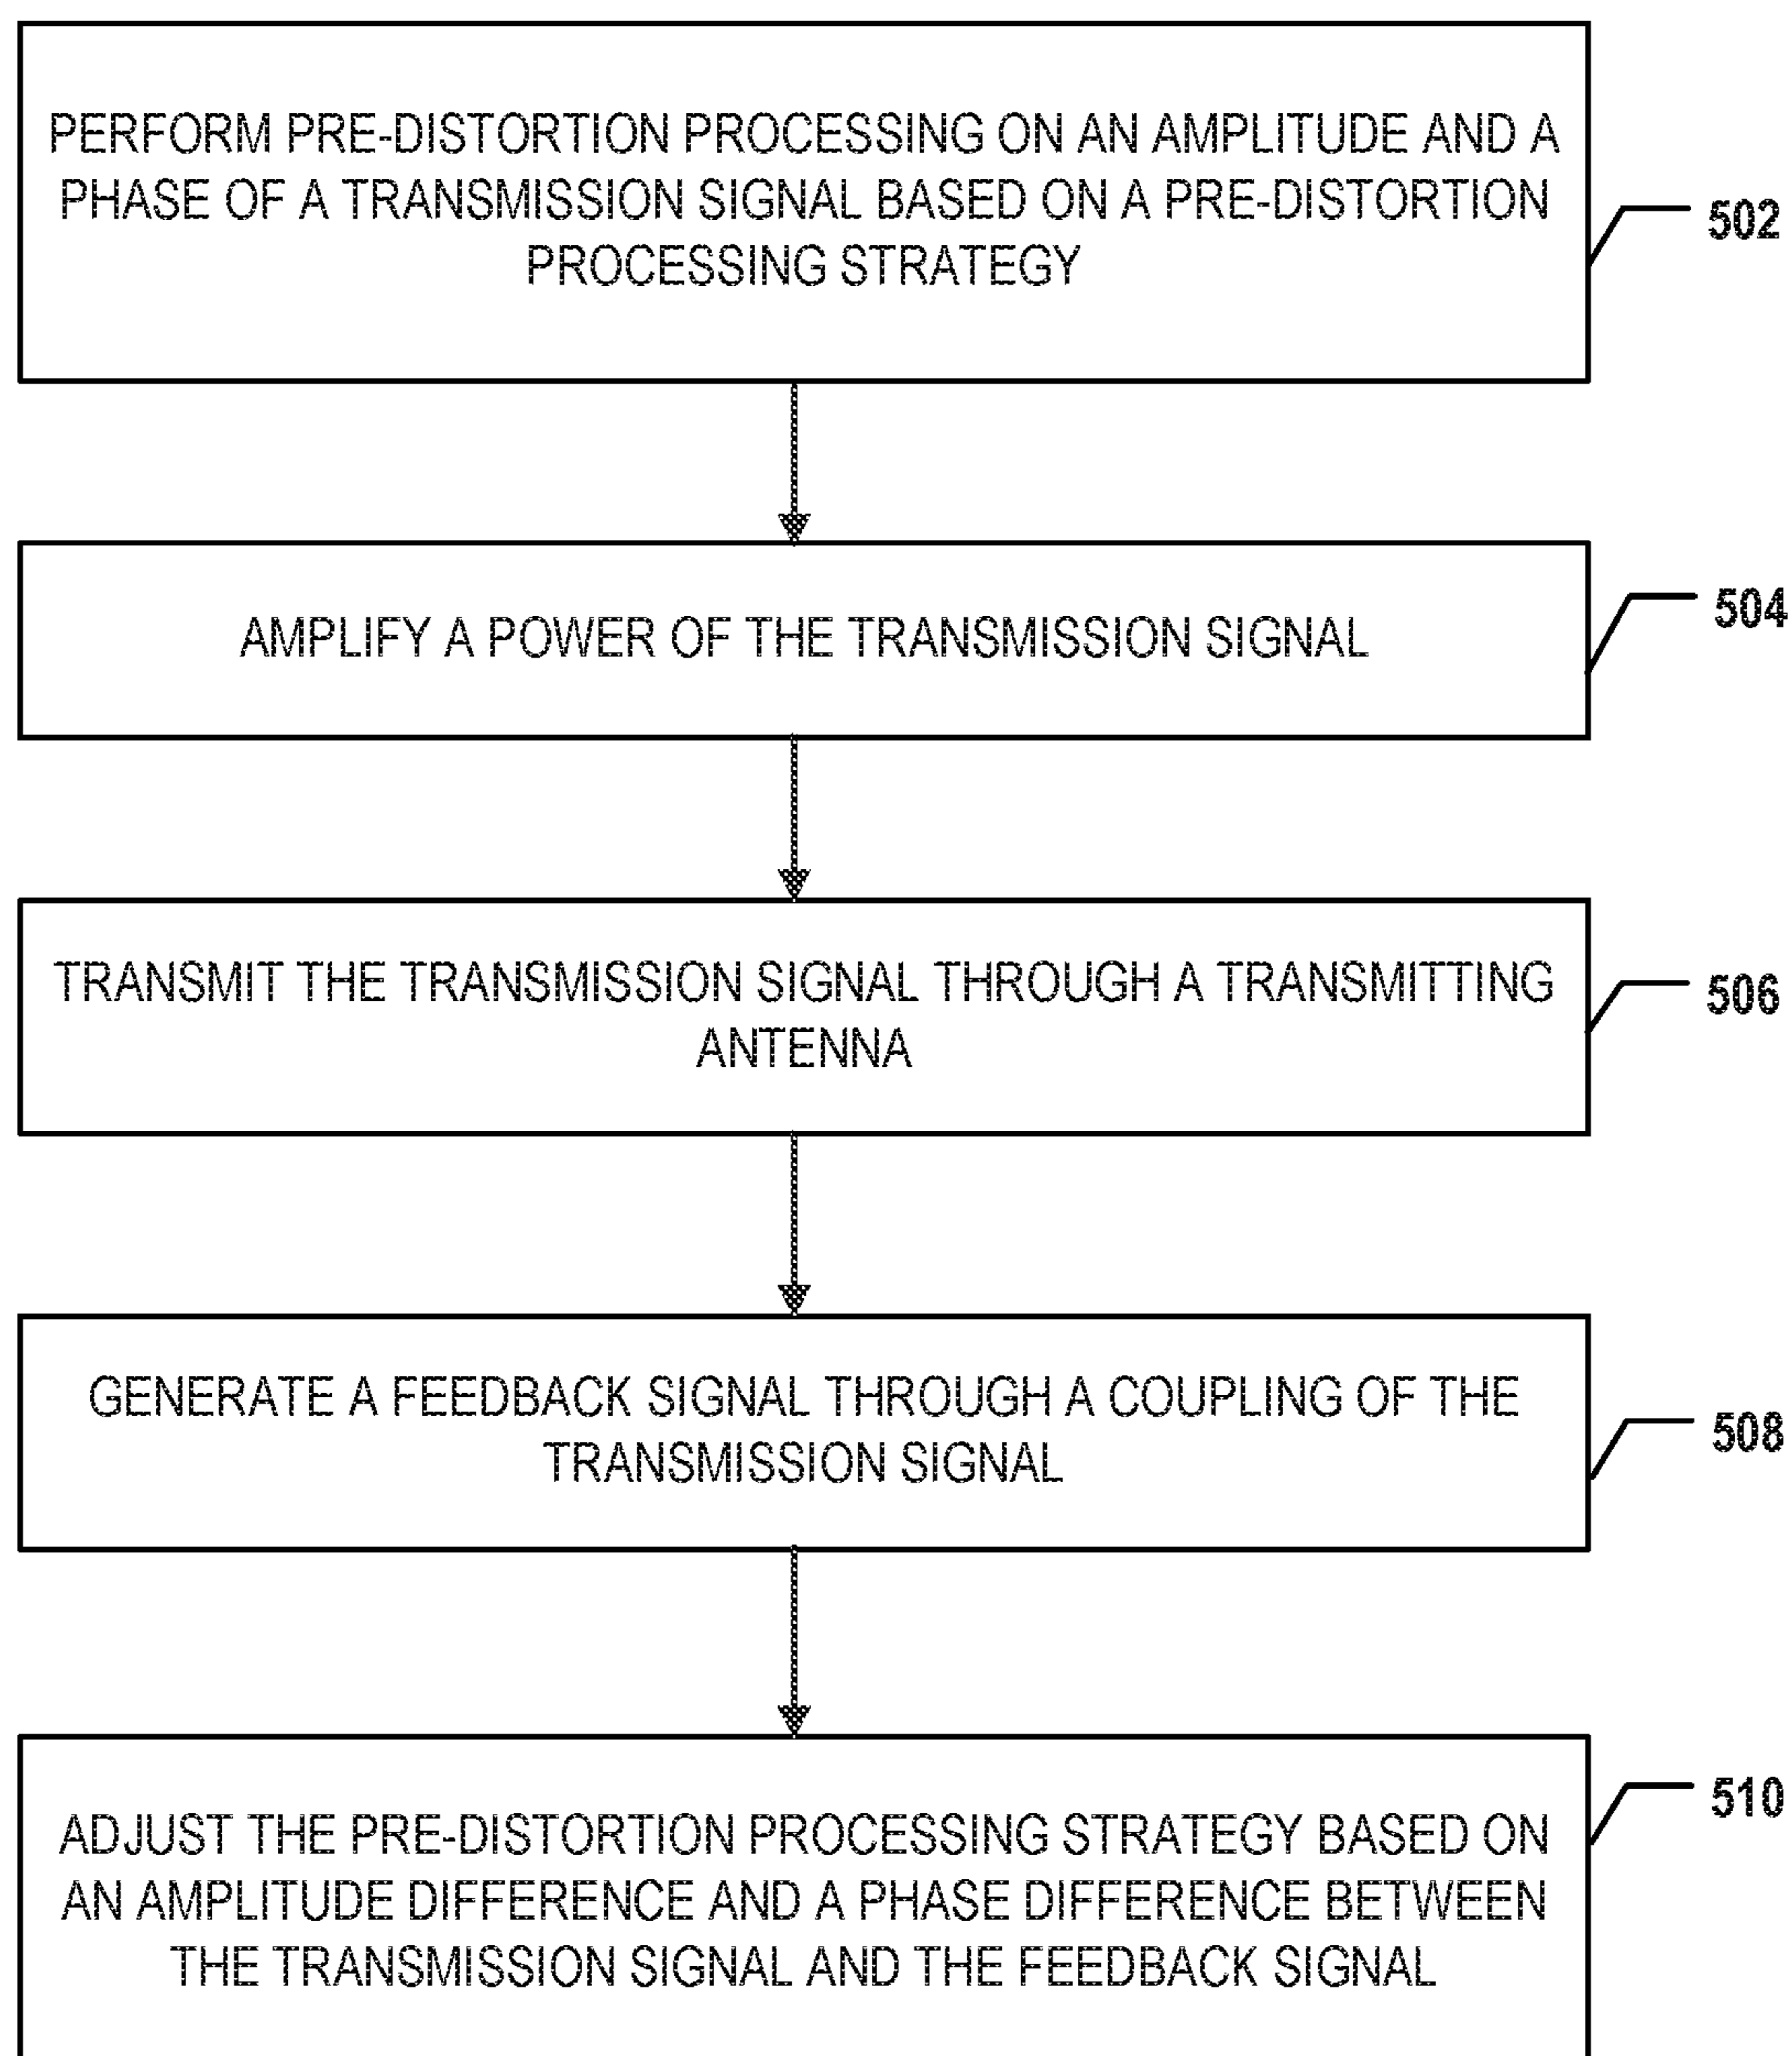 PERFORM PRE-DISTORTION PROCESSING ON AN AMPLITUDE AND A
PHASE OF A TRANSMISSION SIGNAL BASED ON A PRE-DISTORTION
PROCESSING STRATEGY
502
AMPLIFY A POWER OF THE TRANSMISSION SIGNAL
504
TRANSMIT THE TRANSMISSION SIGNAL THROUGH A TRANSMITTING
ANTENNA
506
GENERATE A FEEDBACK SIGNAL THROUGH A COUPLING OF THE
TRANSMISSION SIGNAL
508
ADJUST THE PRE-DISTORTION PROCESSING STRATEGY BASED ON
AN AMPLITUDE DIFFERENCE AND A PHASE DIFFERENCE BETWEEN
THE TRANSMISSION SIGNAL AND THE FEEDBACK SIGNAL
510